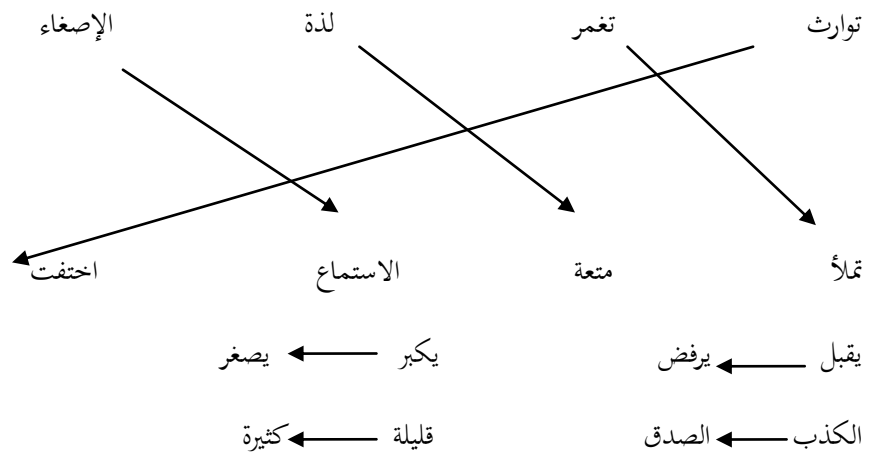 توارث تغمر لذة الإصغاء
تملأ متعة الاستماع اختفت
يقبل يرفض يكبر يصغر
الكذب الصدق قليلة كثيرة